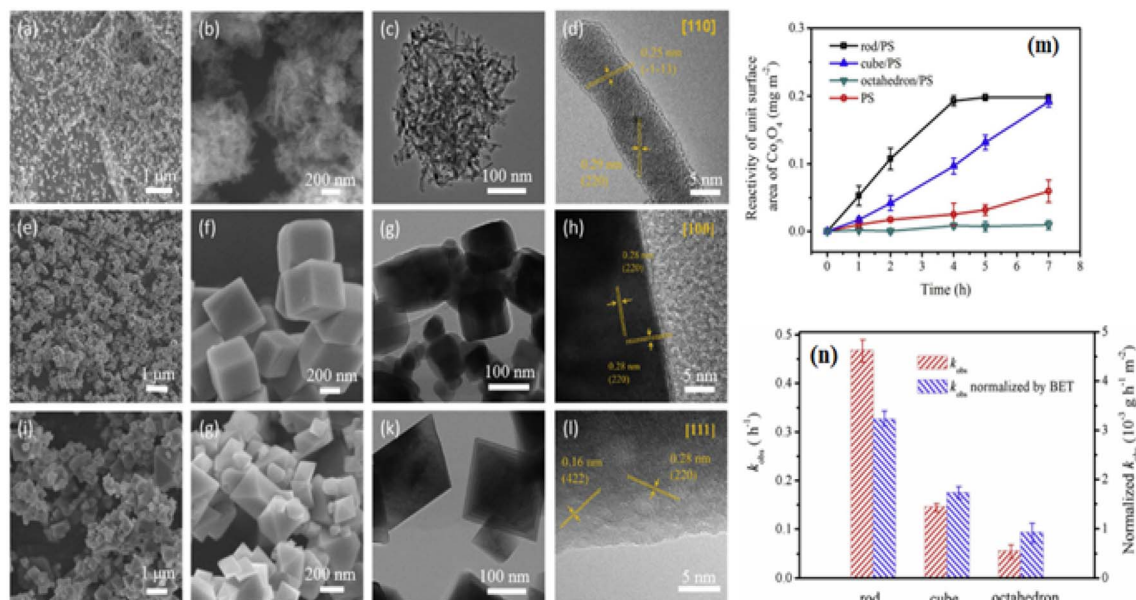 (a)
1 µm
(b)
200 nm
(c)
100 nm
(d)
[110]
0.25 nm
(-1-13)
(220)
5 nm
(e)
1 µm
(f)
200 nm
(g)
100 nm
(h)
[100]
0.28 nm
(220)
0.28 nm
(220)
5 nm
(i)
1 µm
(g)
200 nm
(k)
100 nm
(l)
[111]
0.16 nm
(422)
0.28 nm
(220)
5 nm
(m)
rod/PS
cube/PS
octahedron/PS
PS
Reactivity of unit surface
area of Co3O4 (mg m-2)
0.3
0.2
0.1
0.0
0 1 2 3 4 5 6 7 8
Time (h)
(n)
kobs
kobs normalized by BET
kobs ( h-1)
0.5
0.4
0.3
0.2
0.1
0.0
rod cube octahedron
5
4
3
2
1
0
Normalized kobs (10-3 g h-1 m-2)